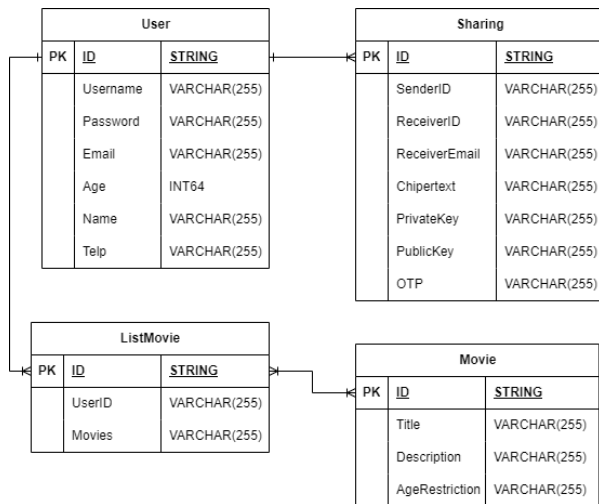 User
PK ID STRING
Username VARCHAR(255)
Password VARCHAR(255)
Email VARCHAR(255)
Age INT64
Name VARCHAR(255)
Telp VARCHAR(255)
Sharing
PK ID STRING
SenderID VARCHAR(255)
ReceiverID VARCHAR(255)
ReceiverEmail VARCHAR(255)
Chipertext VARCHAR(255)
PrivateKey VARCHAR(255)
PublicKey VARCHAR(255)
OTP VARCHAR(255)
ListMovie
PK ID STRING
UserID VARCHAR(255)
Movies VARCHAR(255)
Movie
PK ID STRING
Title VARCHAR(255)
Description VARCHAR(255)
AgeRestriction VARCHAR(255)